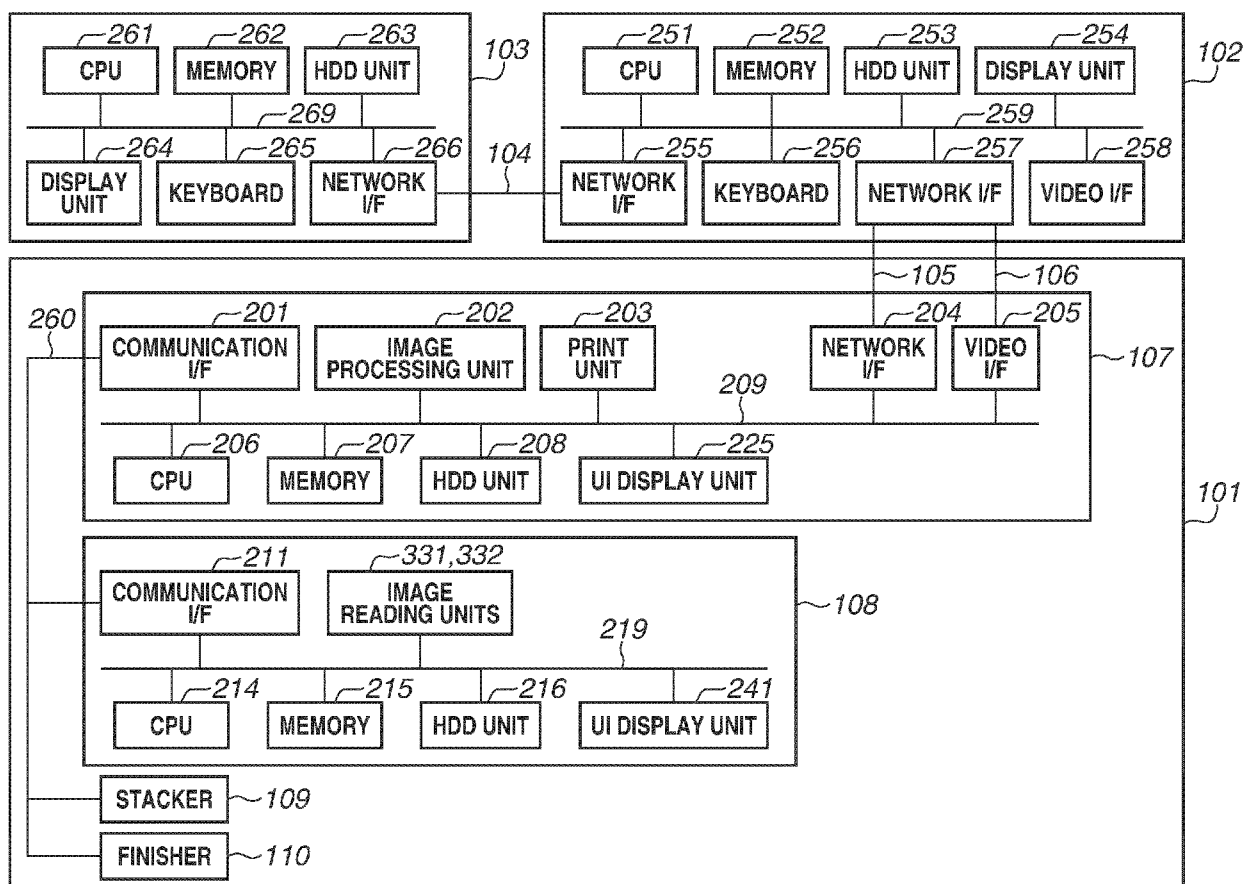 261
262
263
103
CPU
MEMORY
HDD UNIT
269
264
265
266
DISPLAY
UNIT
KEYBOARD
NETWORK
I/F
104
251
252
253
254
102
CPU
MEMORY
HDD UNIT
DISPLAY UNIT
259
255
256
257
258
NETWORK
I/F
KEYBOARD
NETWORK I/F
VIDEO I/F
105
106
101
260
107
201
202
203
204
205
COMMUNICATION
I/F
IMAGE
PROCESSING UNIT
PRINT
UNIT
NETWORK
I/F
VIDEO
I/F
209
206
207
208
225
CPU
MEMORY
HDD UNIT
UI DISPLAY UNIT
211
331,332
108
COMMUNICATION
I/F
IMAGE
READING UNITS
219
214
215
216
241
CPU
MEMORY
HDD UNIT
UI DISPLAY UNIT
STACKER
109
FINISHER
110